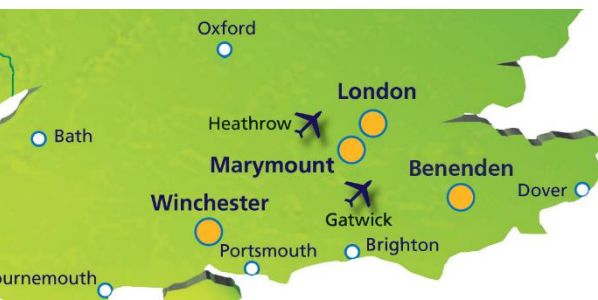 Oxford
London
Heathrow
Bath
Marymount
Benenden
Dover
Winchester
Gatwick
Portsmouth
Brighton
ournemouth